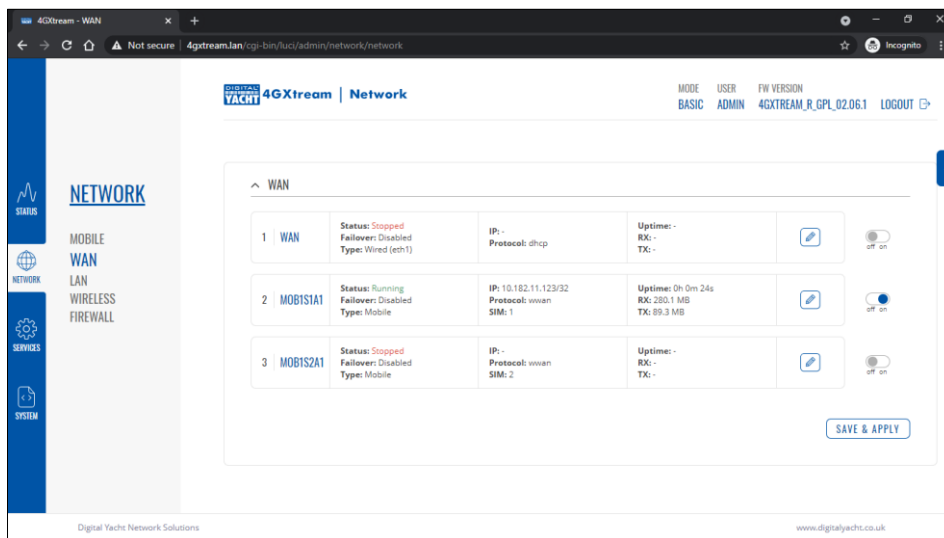 4GXtream - WAN
Not secure | 4gxtream.lan/cgi-bin/luci/admin/network/network
Incognito
DIGITAL YACHT 4GXtream | Network
MODE USER FW VERSION
BASIC ADMIN 4GXTREAM_R_GPL_02.06.1 LOGOUT
STATUS
NETWORK
SERVICES
SYSTEM
NETWORK
MOBILE
WAN
LAN
WIRELESS
FIREWALL
WAN
1 WAN
Status: Stopped
Failover: Disabled
Type: Wired (eth1)
IP: -
Protocol: dhcp
Uptime: -
RX: -
TX: -
off on
2 MOB1S1A1
Status: Running
Failover: Disabled
Type: Mobile
IP: 10.182.11.123/32
Protocol: wwan
SIM: 1
Uptime: 0h 0m 24s
RX: 280.1 MB
TX: 89.3 MB
off on
3 MOB1S2A1
Status: Stopped
Failover: Disabled
Type: Mobile
IP: -
Protocol: wwan
SIM: 2
Uptime: -
RX: -
TX: -
off on
SAVE & APPLY
Digital Yacht Network Solutions
www.digitalyacht.co.uk